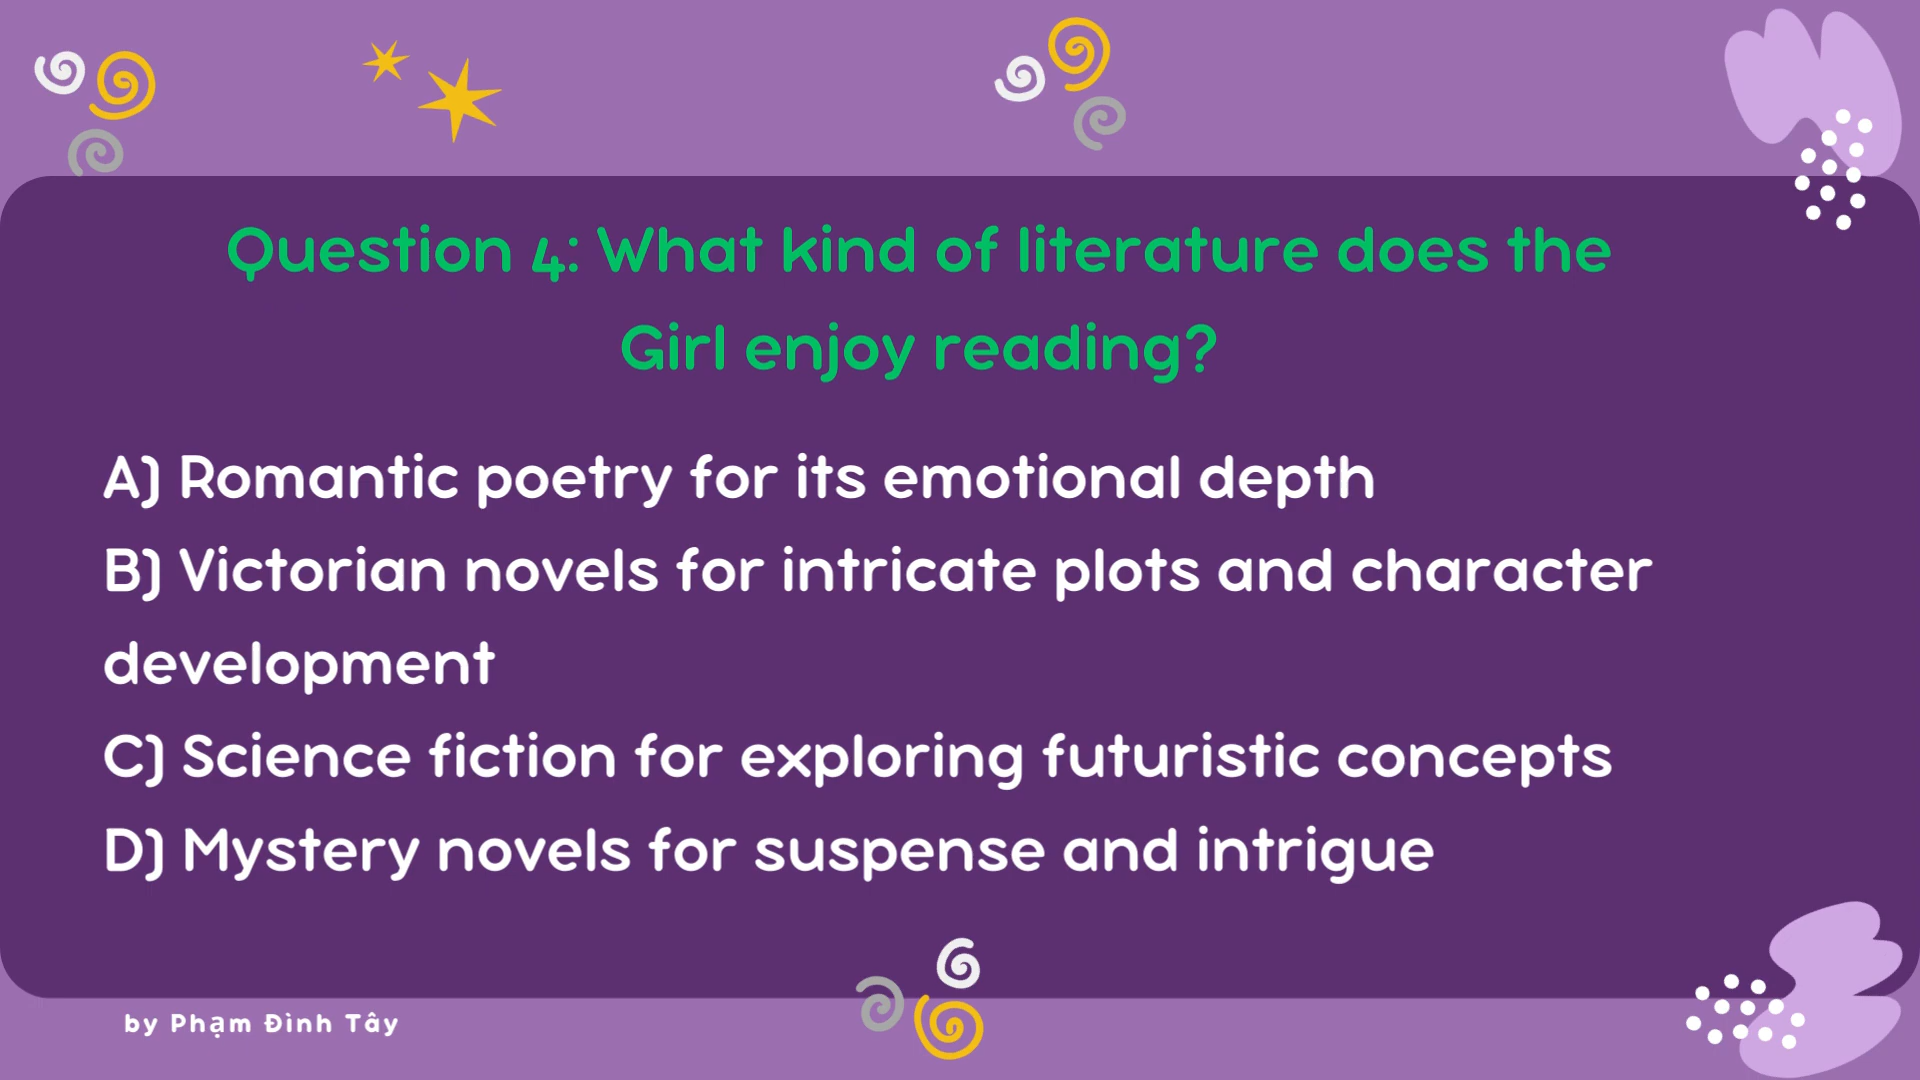 Question 4: What kind of literature does the
Girl enjoy reading?
A) Romantic poetry for its emotional depth
B) Victorian novels for intricate plots and character
development
C) Science fiction for exploring futuristic concepts
D) Mystery novels for suspense and intrigue
by Phạm Đình Tây